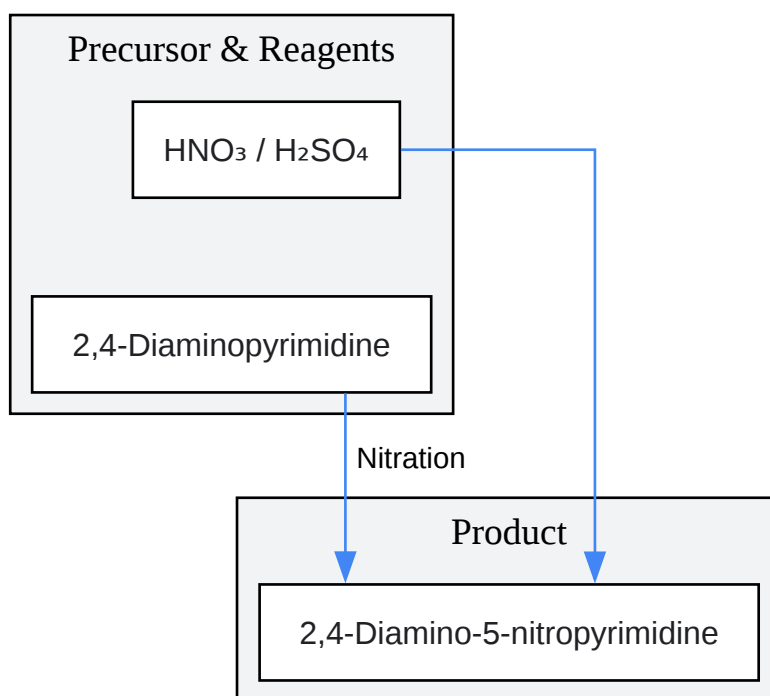 Precursor & Reagents
HNO₃ / H₂SO₄
2,4-Diaminopyrimidine
Nitration
Product
2,4-Diamino-5-nitropyrimidine